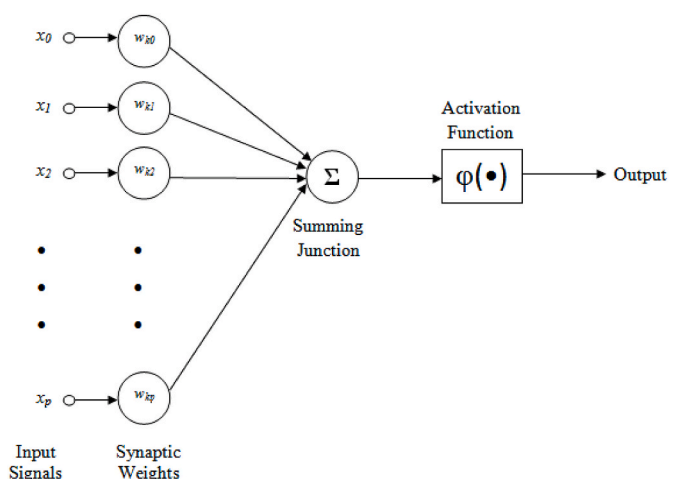 x0
wk0
x1
wk1
x2
wk2
Σ
Activation
Function
φ(•)
Output
Summing
Junction
xp
wkp
Input
Signals
Synaptic
Weights